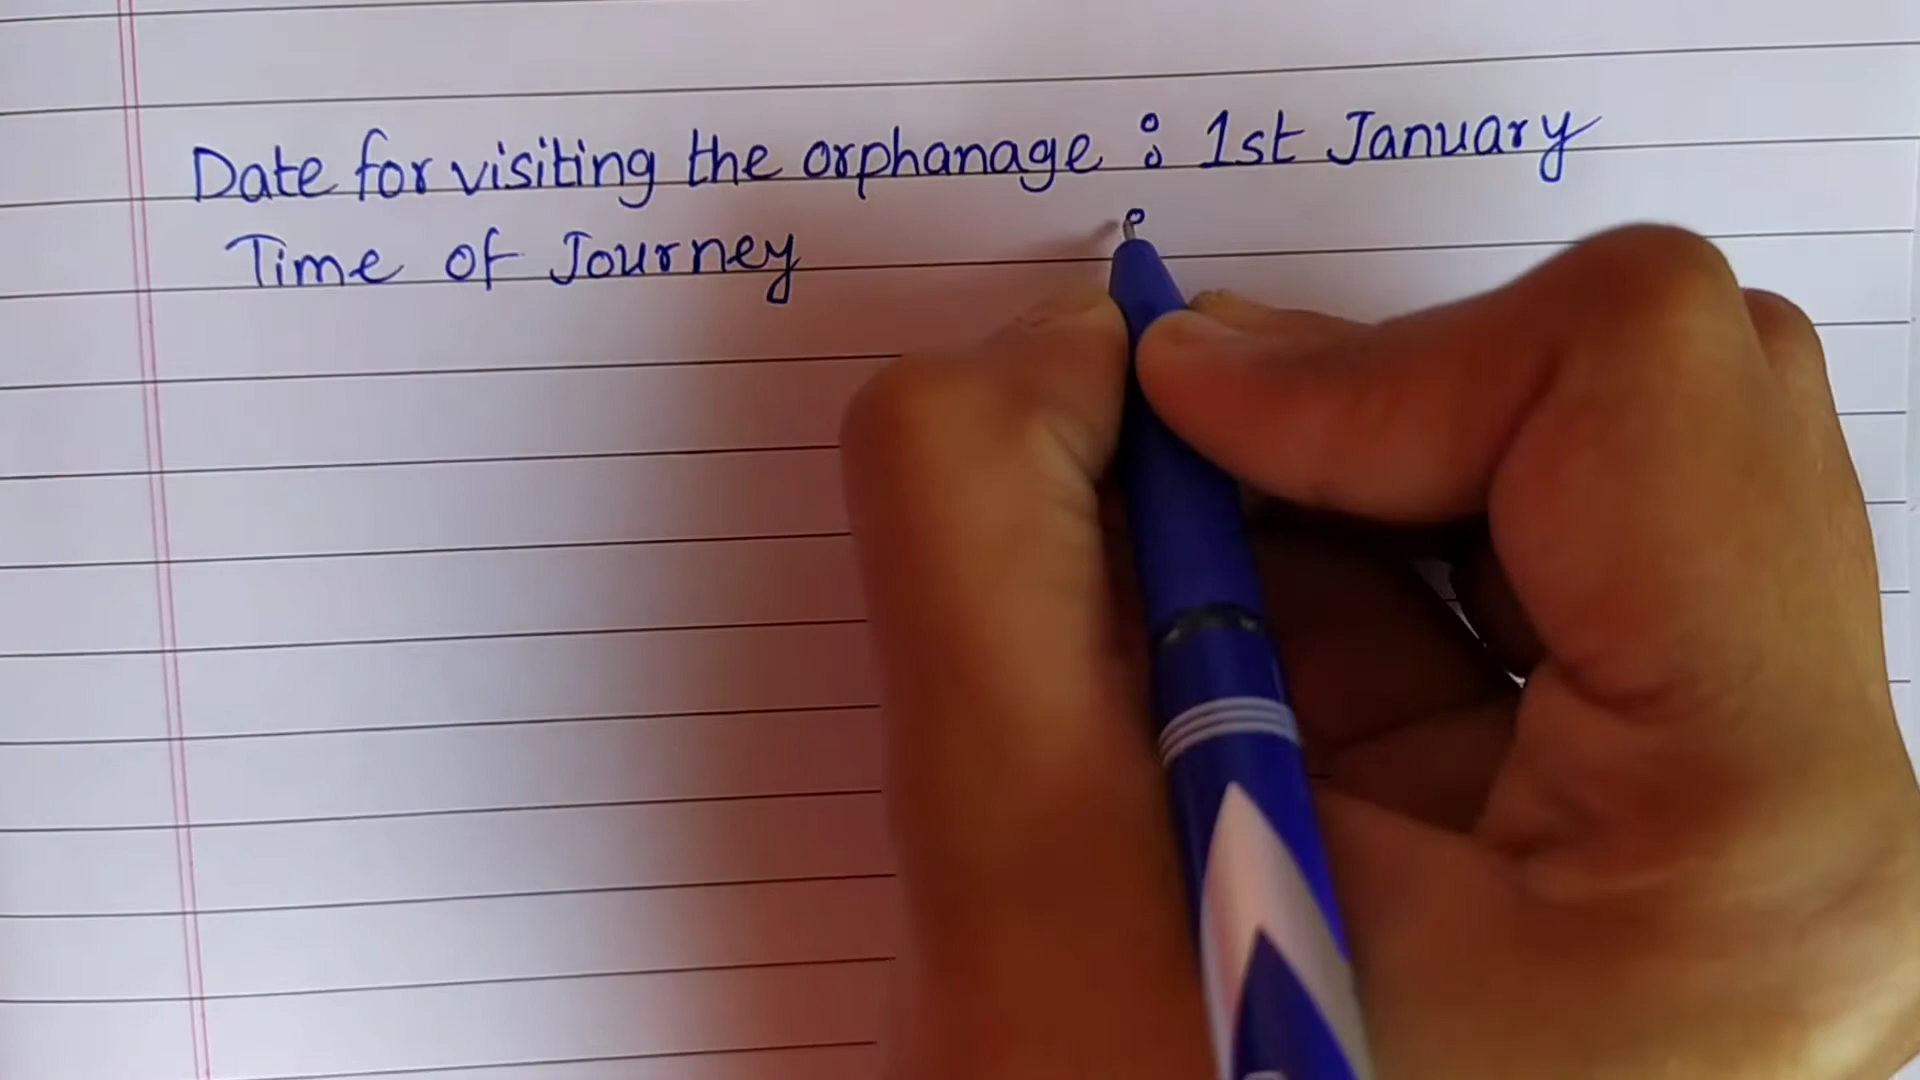 Date for visiting the orphanage : 1st January
Time of Journey :